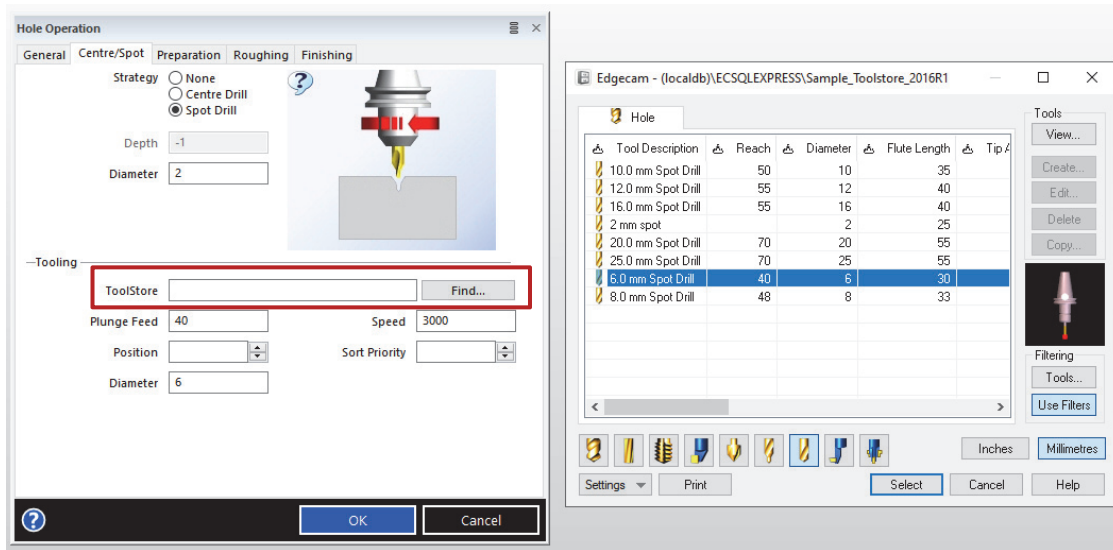 Hole Operation
General Centre/Spot Preparation Roughing Finishing
Strategy None
Centre Drill
Spot Drill
Depth -1
Diameter 2
Tooling
ToolStore Find...
Plunge Feed 40 Speed 3000
Position Sort Priority
Diameter 6
OK Cancel
Edgecam - (localdb)\ECSQLEXPRESS\Sample_Toolstore_2016R1
Hole
Tool Description Reach Diameter Flute Length Tip
10.0 mm Spot Drill 50 10 35
12.0 mm Spot Drill 55 12 40
16.0 mm Spot Drill 55 16 40
2 mm spot 2 25
20.0 mm Spot Drill 70 20 55
25.0 mm Spot Drill 70 25 55
6.0 mm Spot Drill 40 6 30
8.0 mm Spot Drill 48 8 33
Tools
View...
Create...
Edit...
Delete
Copy...
Filtering
Tools...
Use Filters
Inches Millimetres
Settings Print Select Cancel Help